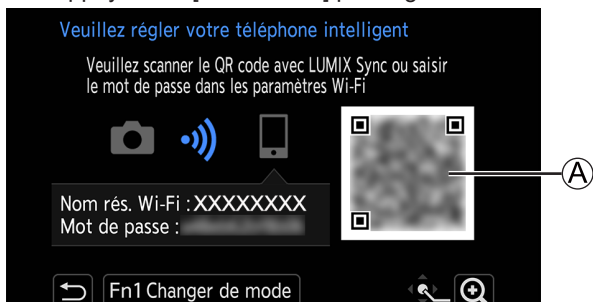 Veuillez régler votre téléphone intelligent
Veuillez scanner le QR code avec LUMIX Sync ou saisir
le mot de passe dans les paramètres Wi-Fi
A
Nom rés. Wi-Fi : XXXXXXXX
Mot de passe :
Fn1 Changer de mode